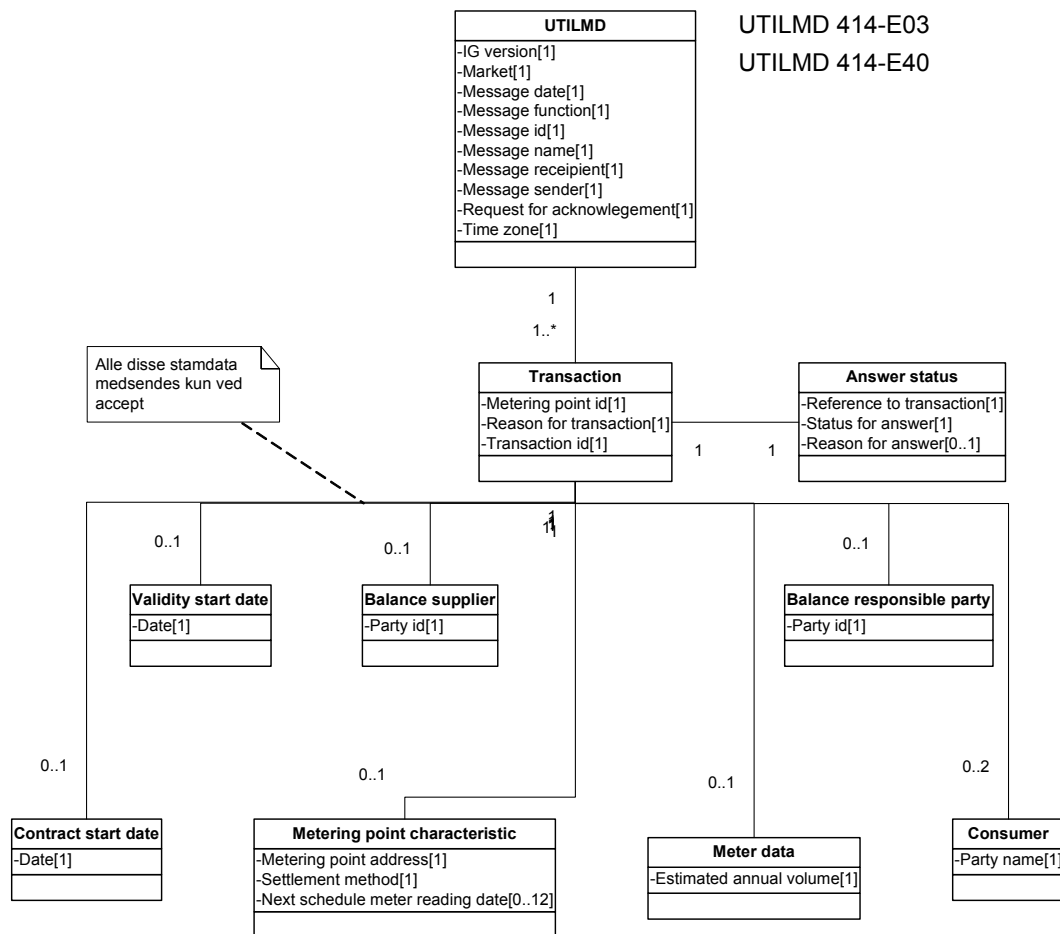 UTILMD 414-E03
UTILMD 414-E40
UTILMD
-IG version[1]
-Market[1]
-Message date[1]
-Message function[1]
-Message id[1]
-Message name[1]
-Message receipient[1]
-Message sender[1]
-Request for acknowlegement[1]
-Time zone[1]
1
1..*
Alle disse stamdata
medsendes kun ved
accept
Transaction
-Metering point id[1]
-Reason for transaction[1]
-Transaction id[1]
1
1
Answer status
-Reference to transaction[1]
-Status for answer[1]
-Reason for answer[0..1]
0..1
0..1
0..1
Validity start date
-Date[1]
Balance supplier
-Party id[1]
Balance responsible party
-Party id[1]
0..1
0..1
0..1
0..2
Contract start date
-Date[1]
Metering point characteristic
-Metering point address[1]
-Settlement method[1]
-Next schedule meter reading date[0..12]
Meter data
-Estimated annual volume[1]
Consumer
-Party name[1]